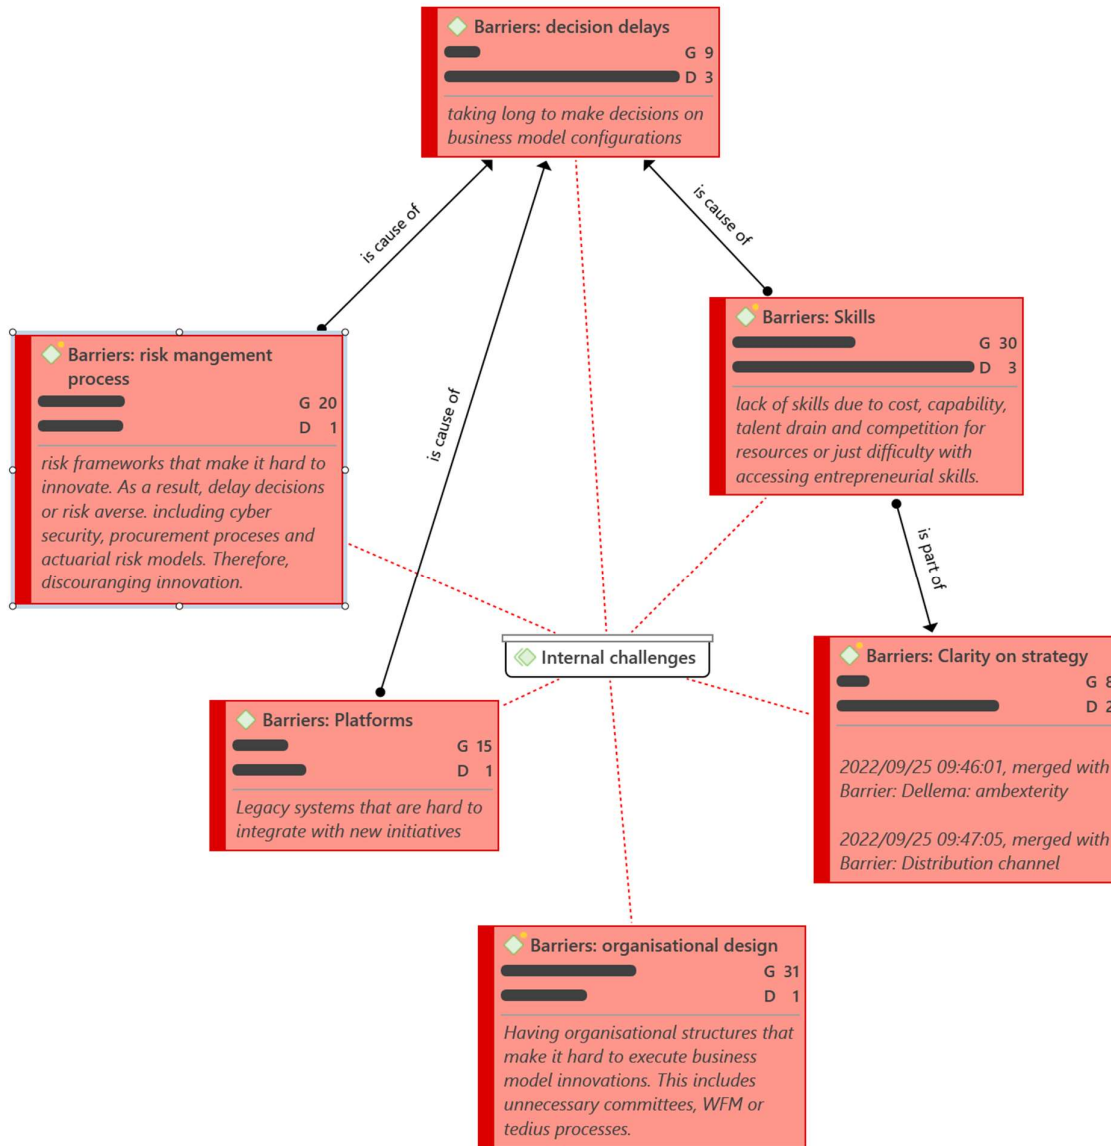 Barriers: decision delays
G 9
D 3
taking long to make decisions on
business model configurations
is cause of
is cause of
is cause of
Barriers: risk mangement
process
G 20
D 1
risk frameworks that make it hard to
innovate. As a result, delay decisions
or risk averse. including cyber
security, procurement proceses and
actuarial risk models. Therefore,
discouranging innovation.
Barriers: Skills
G 30
D 3
lack of skills due to cost, capability,
talent drain and competition for
resources or just difficulty with
accessing entrepreneurial skills.
is part of
Internal challenges
Barriers: Platforms
G 15
D 1
Legacy systems that are hard to
integrate with new initiatives
Barriers: Clarity on strategy
G 8
D 2
2022/09/25 09:46:01, merged with
Barrier: Dellema: ambexterity
2022/09/25 09:47:05, merged with
Barrier: Distribution channel
Barriers: organisational design
G 31
D 1
Having organisational structures that
make it hard to execute business
model innovations. This includes
unnecessary committees, WFM or
tedius processes.